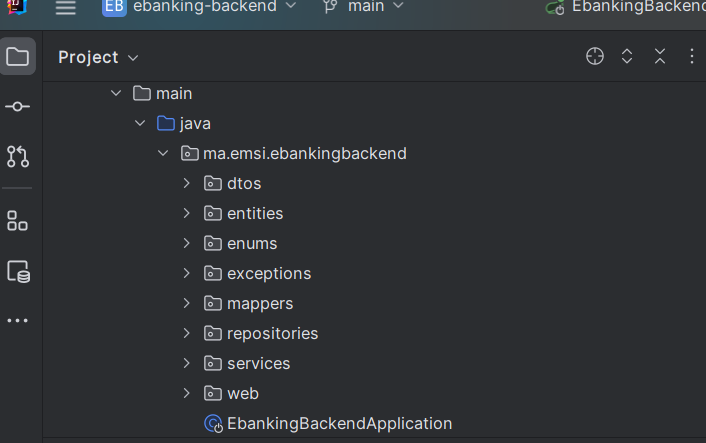 EB ebanking-backend main EbankingBackend
Project
main
java
ma.emsi.ebankingbackend
dtos
entities
enums
exceptions
mappers
repositories
services
web
EbankingBackendApplication